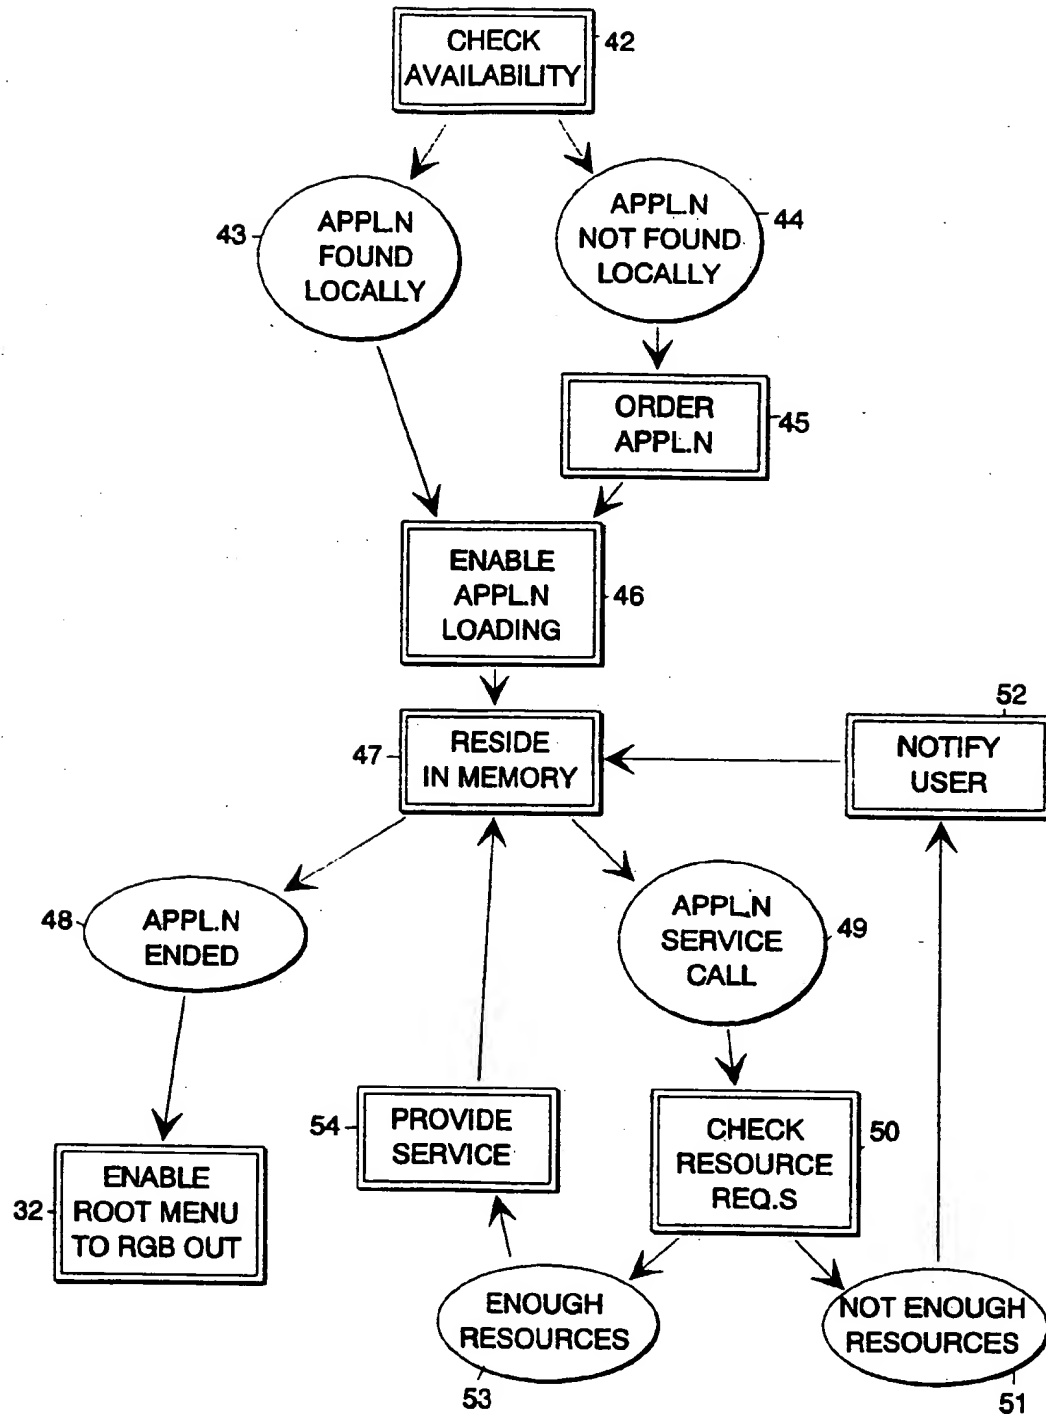 CHECK
AVAILABILITY
42
APPL.N
FOUND
LOCALLY
43
APPL.N
NOT FOUND
LOCALLY
44
ORDER
APPL.N
45
ENABLE
APPL.N
LOADING
46
RESIDE
IN MEMORY
47
NOTIFY
USER
52
APPL.N
ENDED
48
APPL.N
SERVICE
CALL
49
PROVIDE
SERVICE
54
CHECK
RESOURCE
REQ.S
50
ENABLE
ROOT MENU
TO RGB OUT
32
ENOUGH
RESOURCES
53
NOT ENOUGH
RESOURCES
51